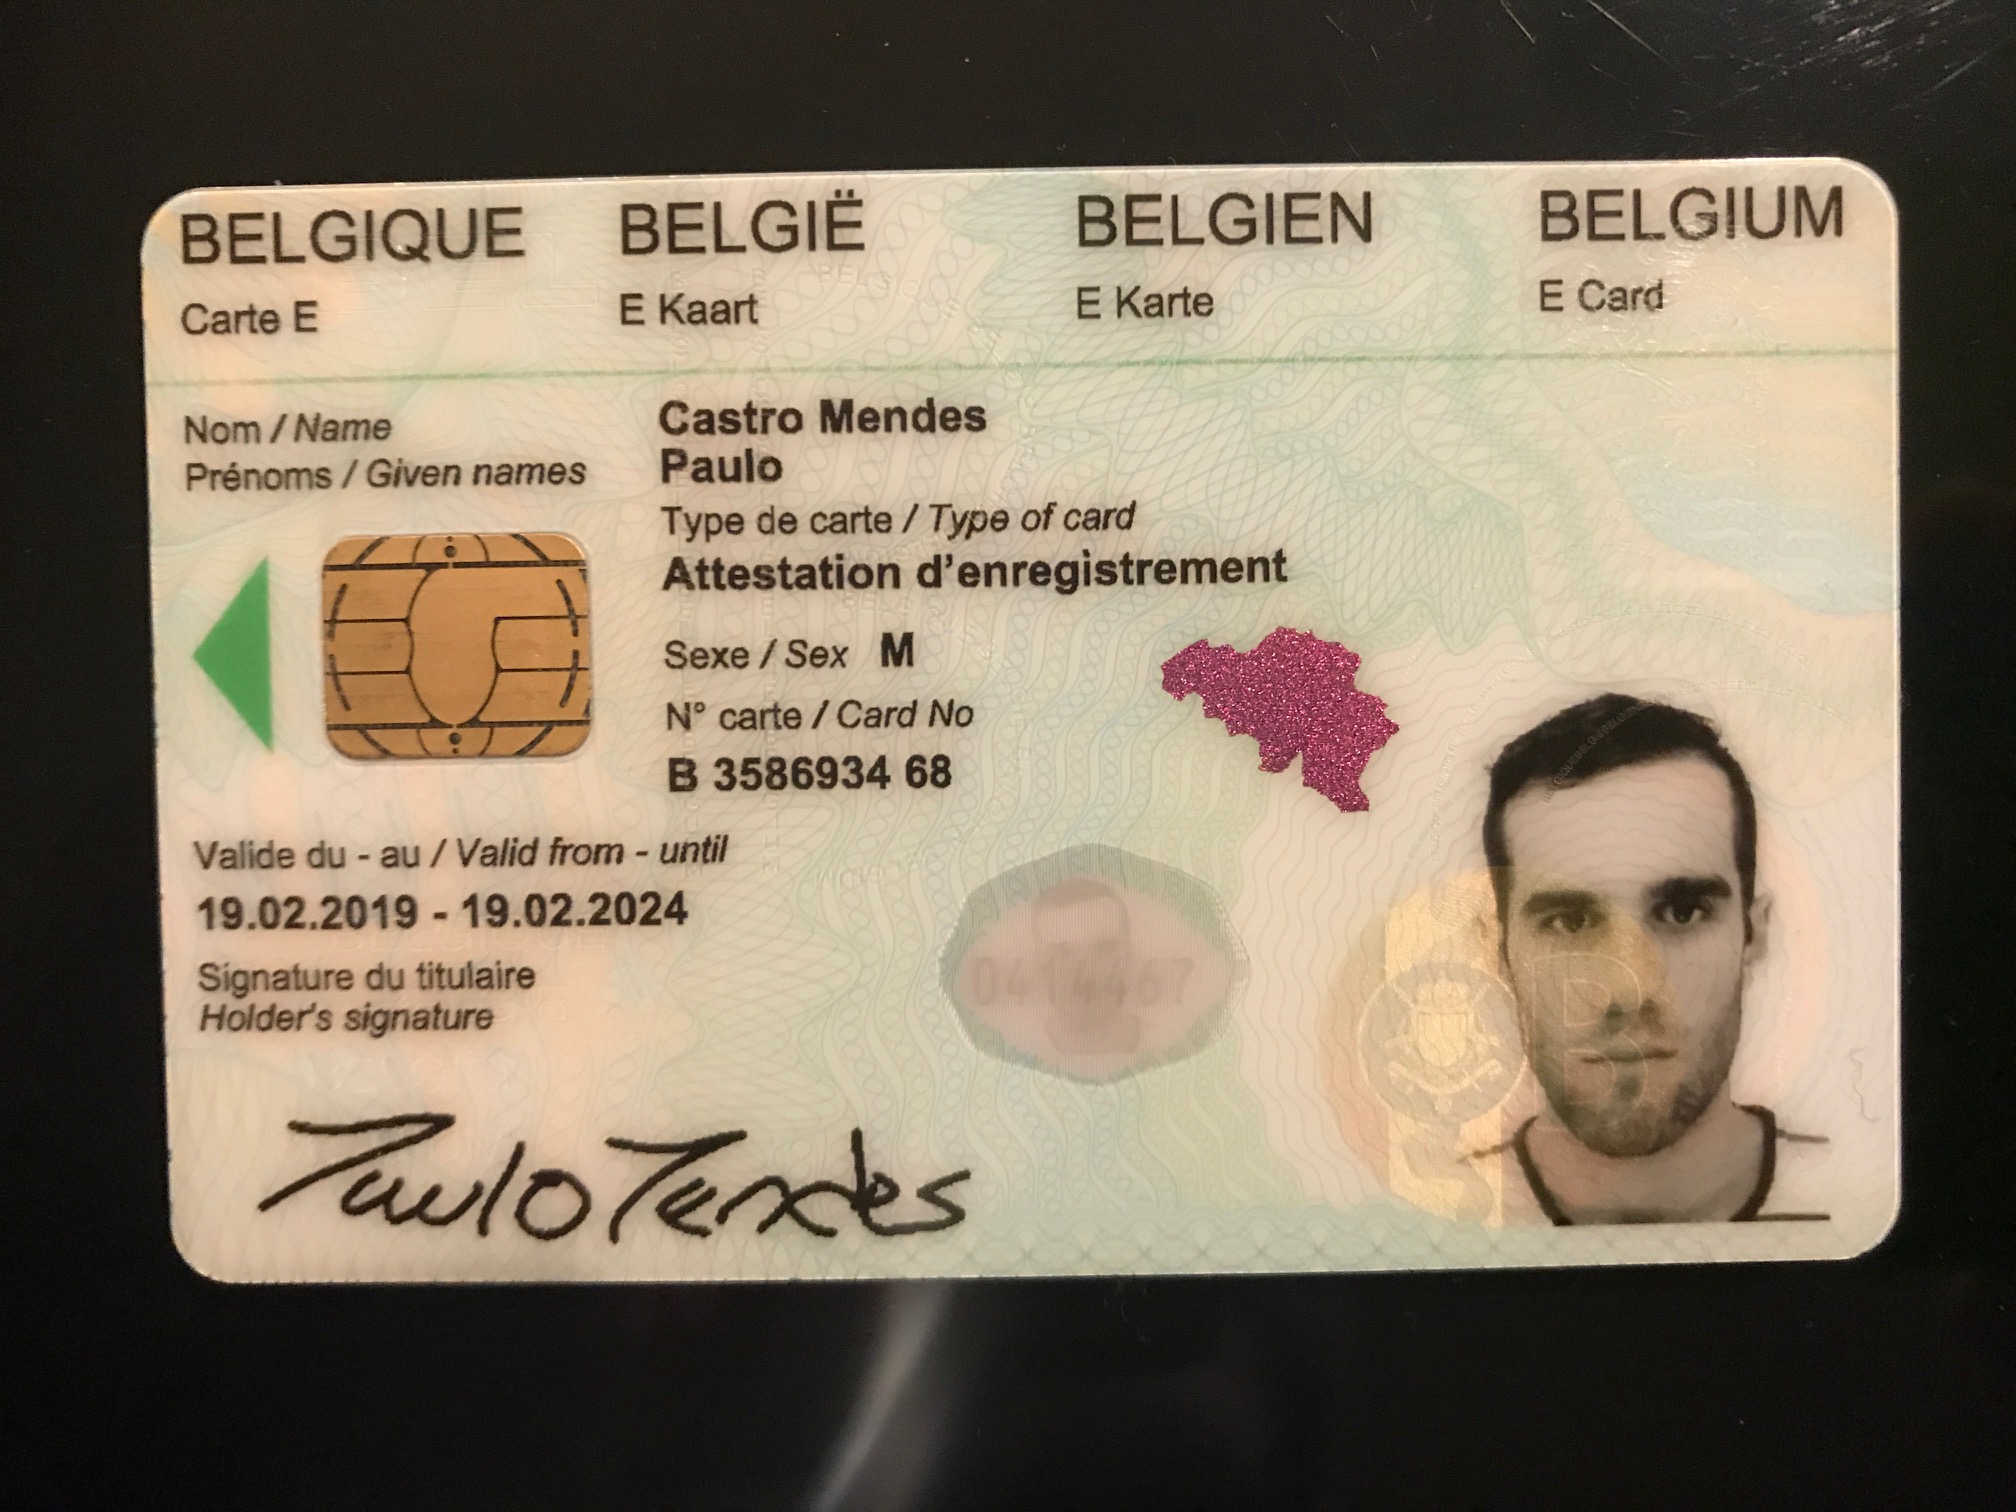 BELGIQUE BELGIË BELGIEN BELGIUM
Carte E E Kaart E Karte E Card
Nom / Name Castro Mendes
Prénoms / Given names Paulo
Type de carte / Type of card
Attestation d'enregistrement
Sexe / Sex M
N° carte / Card No
B 3586934 68
Valide du - au / Valid from - until
19.02.2019 - 19.02.2024
Signature du titulaire
Holder's signature
Paulo